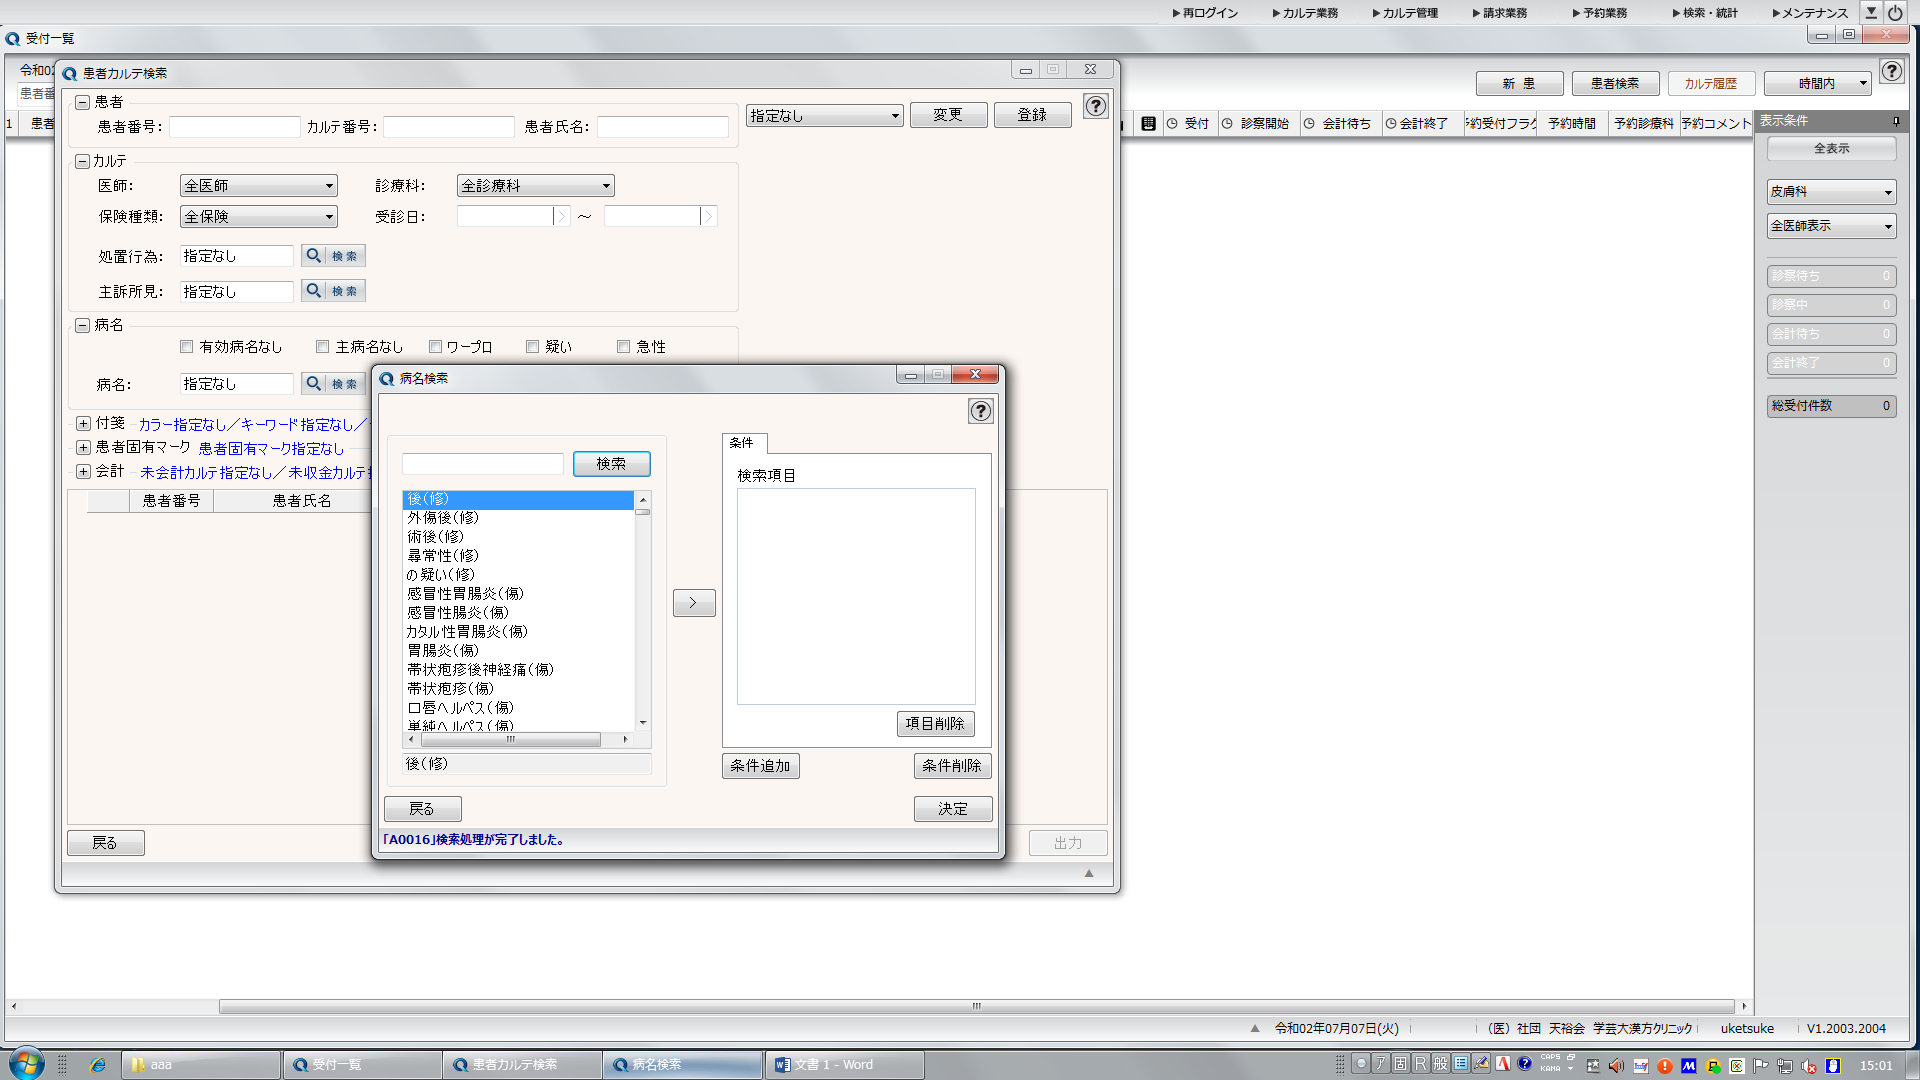 ▶再ログイン ▶カルテ業務 ▶カルテ管理 ▶請求業務 ▶予約業務 ▶検索・統計 ▶メンテナンス
受付一覧
患者カルテ検索
新 患 患者検索 カルテ履歴 時間内
患者
患者番号: カルテ番号: 患者氏名:
指定なし 変更 登録
受付 診察開始 会計待ち 会計終了 予約受付フラグ 予約時間 予約診療科 予約コメント
表示条件
全表示
皮膚科
全医師表示
診察待ち 0
診察中 0
会計待ち 0
会計終了 0
総受付件数 0
カルテ
医師: 全医師 診療科: 全診療科
保険種類: 全保険 受診日: ～
処置行為: 指定なし 検索
主訴所見: 指定なし 検索
病名
有効病名なし 主病名なし ワープロ 疑い 急性
病名: 指定なし 検索
付箋 カラー指定なし／キーワード指定なし／
患者固有マーク 患者固有マーク指定なし
会計 未会計カルテ指定なし／未収金カルテ
患者番号 患者氏名
戻る 出力
病名検索
検索
後(修)
外傷後(修)
術後(修)
尋常性(修)
の疑い(修)
感冒性胃腸炎(傷)
感冒性腸炎(傷)
カタル性胃腸炎(傷)
胃腸炎(傷)
帯状疱疹後神経痛(傷)
帯状疱疹(傷)
口唇ヘルペス(傷)
単純ヘルペス(傷)
後(修)
>
条件
検索項目
項目削除
条件追加 条件削除
戻る 決定
「A0016」検索処理が完了しました。
令和02年07月07日(火) （医）社団 天裕会 学芸大漢方クリニック uketsuke V1.2003.2004
aaa 受付一覧 患者カルテ検索 病名検索 文書 1 - Word
ア 固 R 般 CAPS KANA 15:01